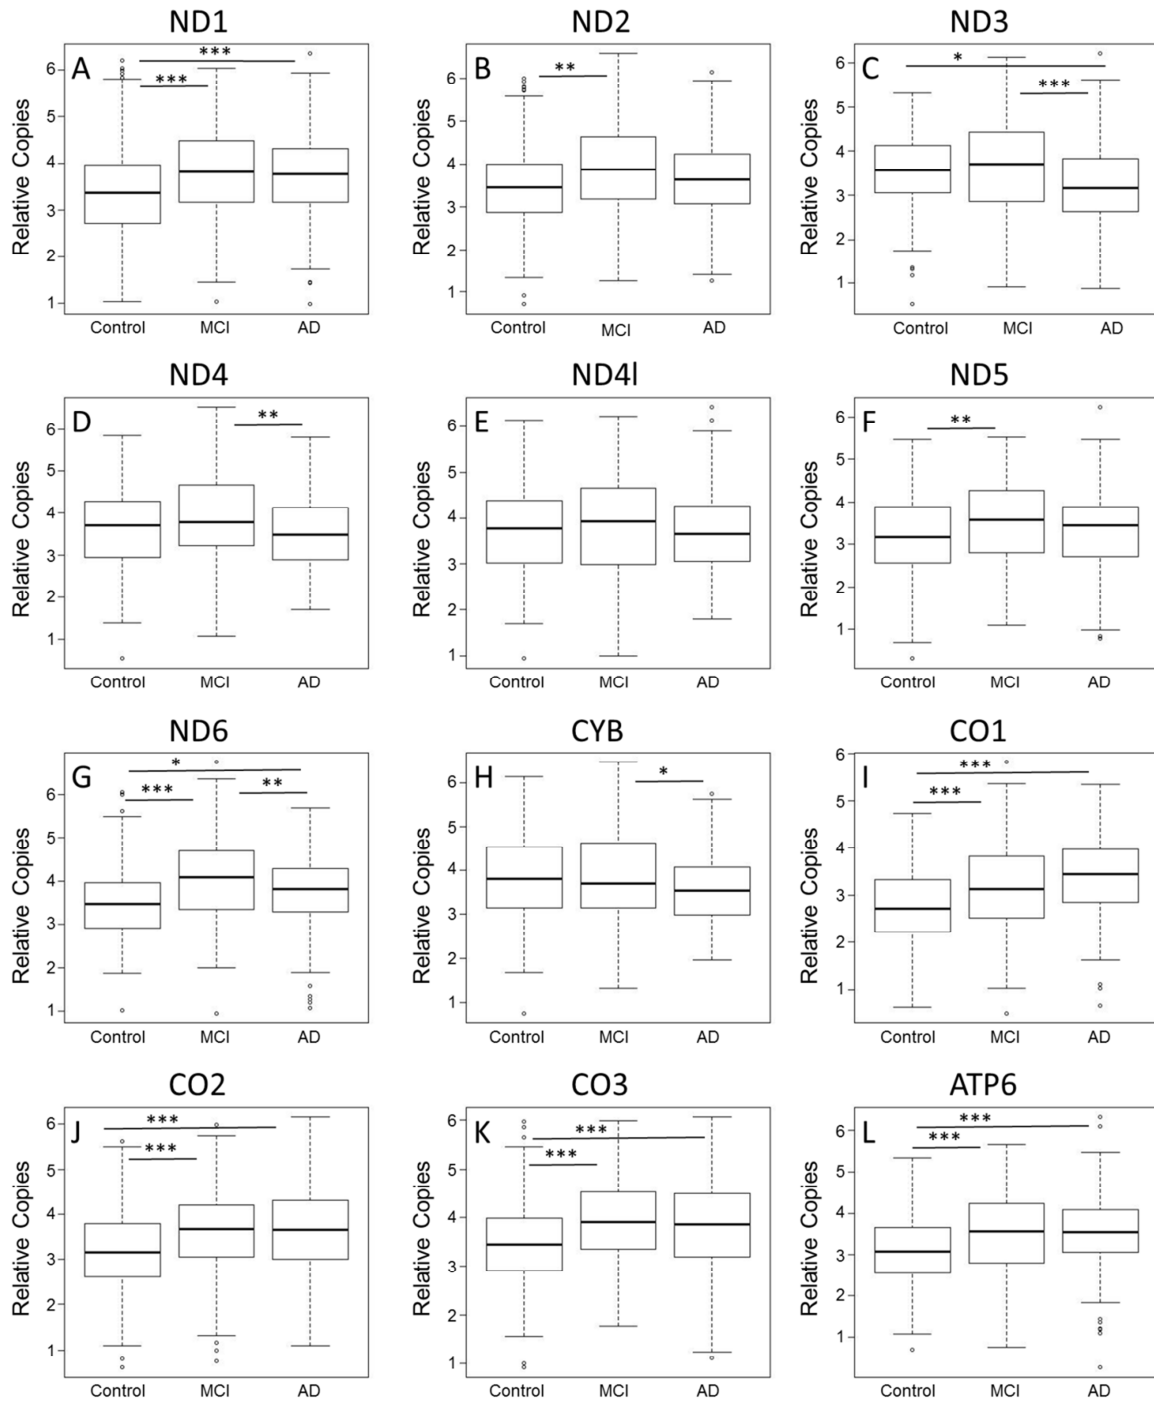 ND1
A
***
***
Relative Copies
6
5
4
3
2
1
Control MCI AD
ND2
B
**
Relative Copies
6
5
4
3
2
1
Control MCI AD
ND3
C
*
***
Relative Copies
6
5
4
3
2
1
Control MCI AD
ND4
D
**
Relative Copies
6
5
4
3
2
1
Control MCI AD
ND4l
E
Relative Copies
6
5
4
3
2
1
Control MCI AD
ND5
F
**
Relative Copies
6
5
4
3
2
1
Control MCI AD
ND6
G
*
***
**
Relative Copies
6
5
4
3
2
1
Control MCI AD
CYB
H
*
Relative Copies
6
5
4
3
2
1
Control MCI AD
CO1
I
***
***
Relative Copies
6
5
4
3
2
1
Control MCI AD
CO2
J
***
***
Relative Copies
6
5
4
3
2
1
Control MCI AD
CO3
K
***
***
Relative Copies
6
5
4
3
2
1
Control MCI AD
ATP6
L
***
***
Relative Copies
6
5
4
3
2
1
Control MCI AD